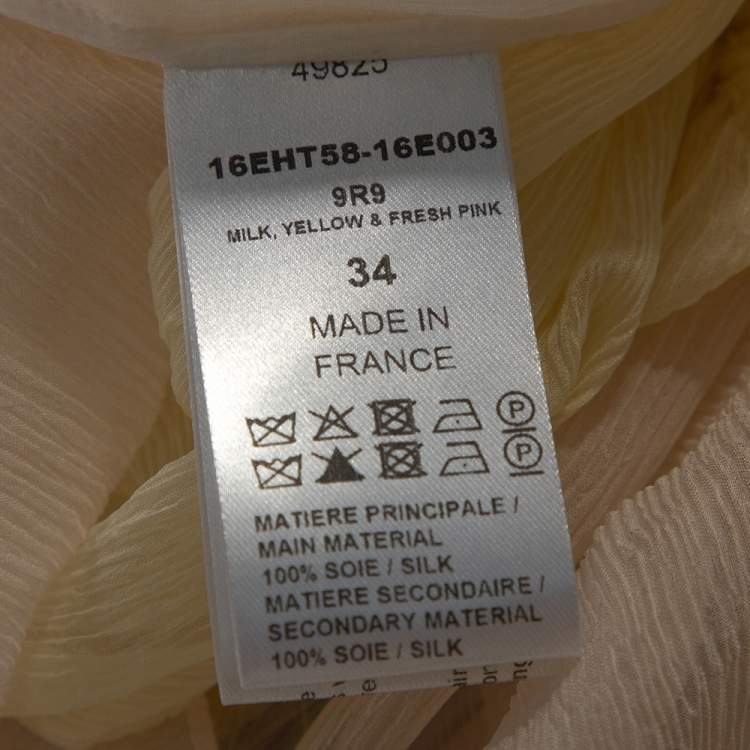 49825
16EHT58-16E003
9R9
MILK, YELLOW & FRESH PINK
34
MADE IN
FRANCE
P
P
MATIERE PRINCIPALE /
MAIN MATERIAL
100% SOIE / SILK
MATIERE SECONDAIRE /
SECONDARY MATERIAL
100% SOIE / SILK